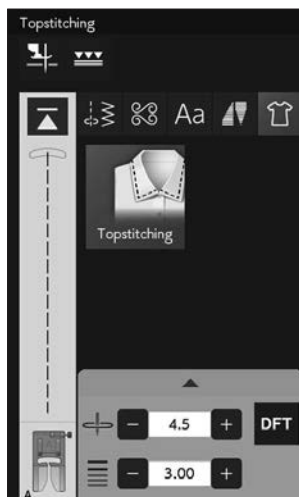 Topstitching
Aa
Topstitching
− 4.5 + DFT
− 3.00 +
A